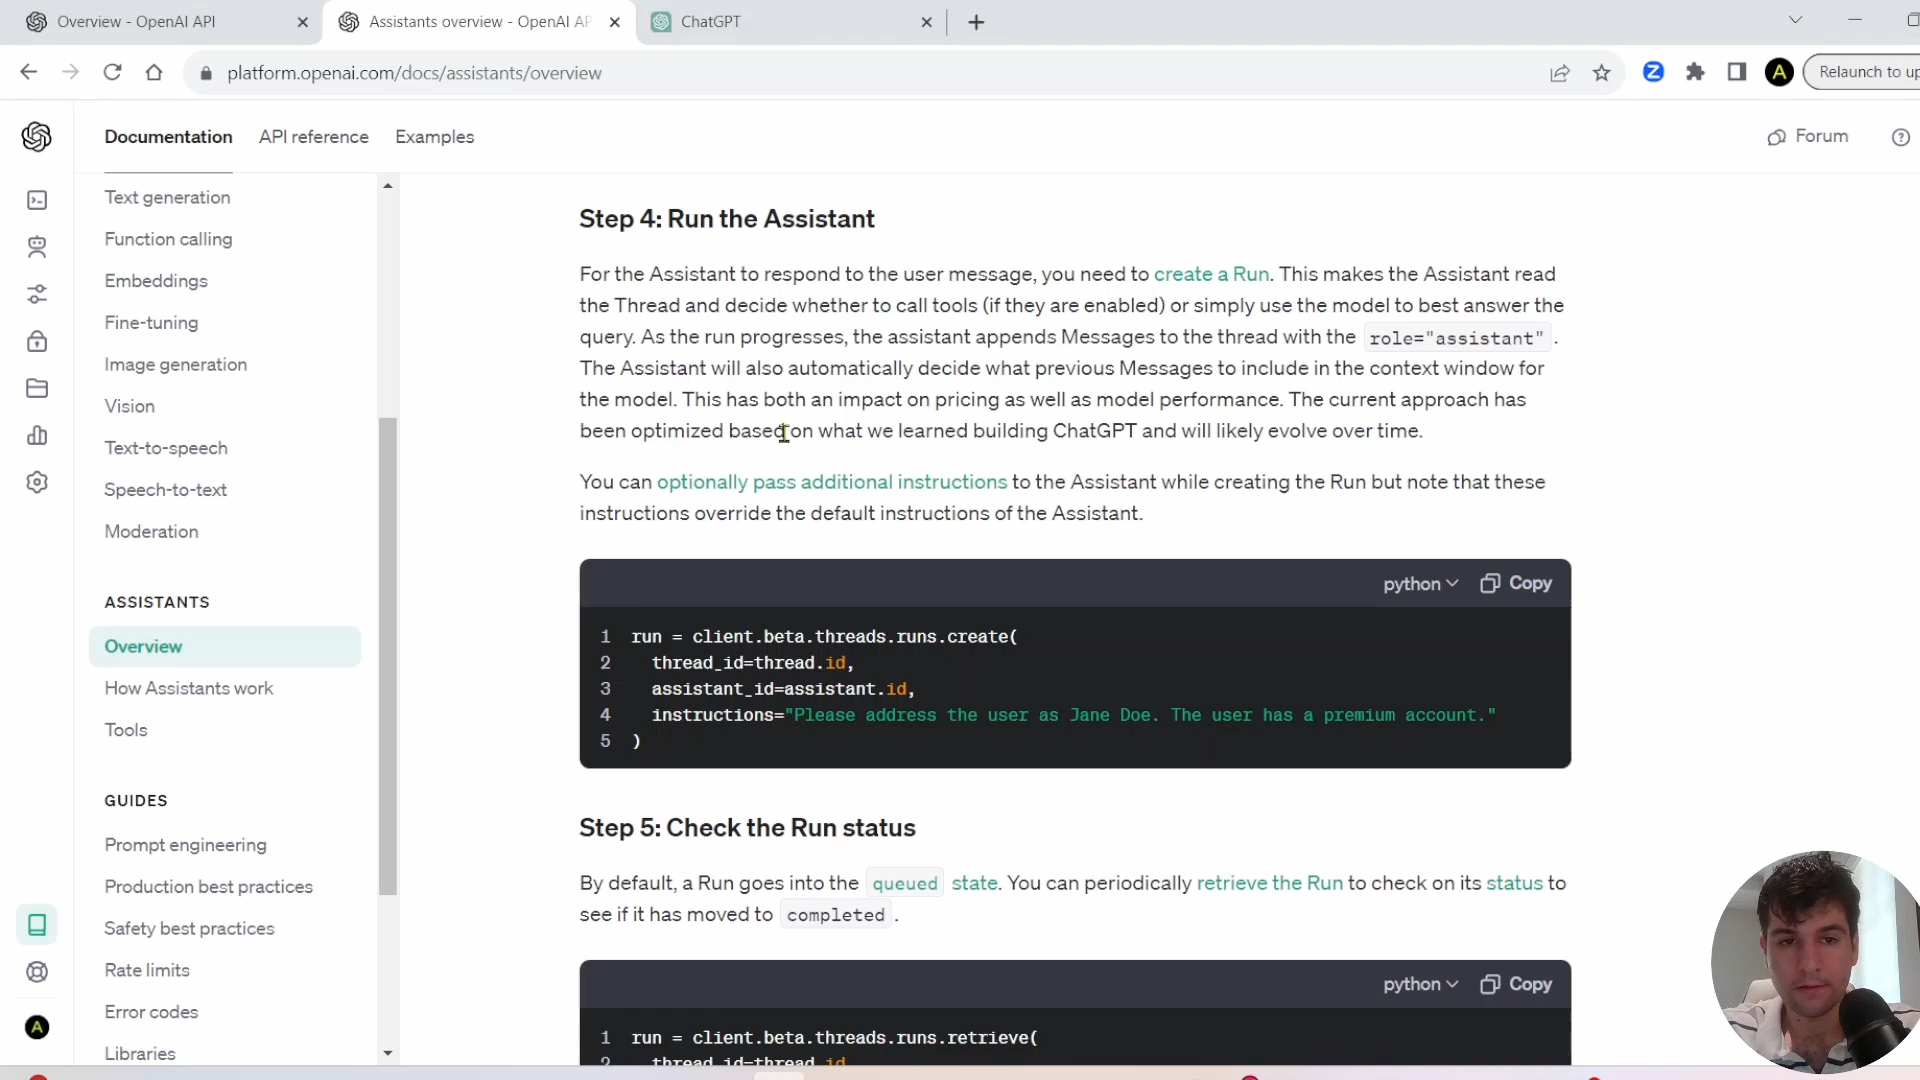 Overview - OpenAI API
Assistants overview - OpenAI AP
ChatGPT
platform.openai.com/docs/assistants/overview
Z
A
Relaunch to up
Documentation
API reference
Examples
Forum
Text generation
Function calling
Embeddings
Fine-tuning
Image generation
Vision
Text-to-speech
Speech-to-text
Moderation
ASSISTANTS
Overview
How Assistants work
Tools
GUIDES
Prompt engineering
Production best practices
Safety best practices
Rate limits
Error codes
Libraries
A
Step 4: Run the Assistant
For the Assistant to respond to the user message, you need to create a Run. This makes the Assistant read
the Thread and decide whether to call tools (if they are enabled) or simply use the model to best answer the
query. As the run progresses, the assistant appends Messages to the thread with the role="assistant" .
The Assistant will also automatically decide what previous Messages to include in the context window for
the model. This has both an impact on pricing as well as model performance. The current approach has
been optimized based on what we learned building ChatGPT and will likely evolve over time.
You can optionally pass additional instructions to the Assistant while creating the Run but note that these
instructions override the default instructions of the Assistant.
python Copy
1 run = client.beta.threads.runs.create(
2 thread_id=thread.id,
3 assistant_id=assistant.id,
4 instructions="Please address the user as Jane Doe. The user has a premium account."
5 )
Step 5: Check the Run status
By default, a Run goes into the queued state. You can periodically retrieve the Run to check on its status to
see if it has moved to completed .
python Copy
1 run = client.beta.threads.runs.retrieve(
2 thread_id=thread.id